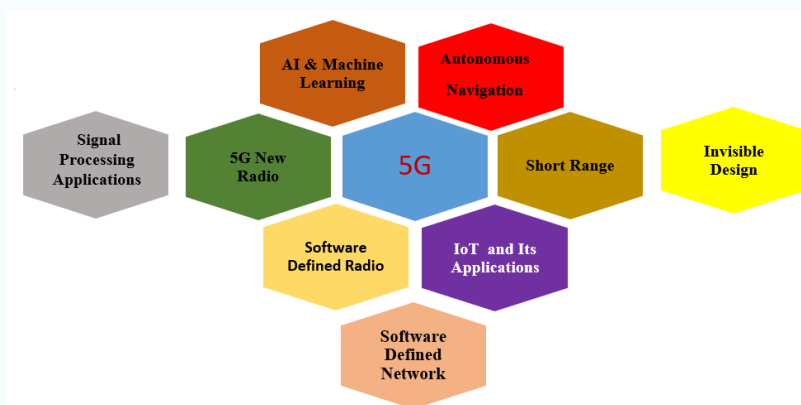 AI & Machine
Learning
Autonomous
Navigation
Signal
Processing
Applications
5G New
Radio
5G
Short Range
Invisible
Design
Software
Defined Radio
IoT and Its
Applications
Software
Defined
Network